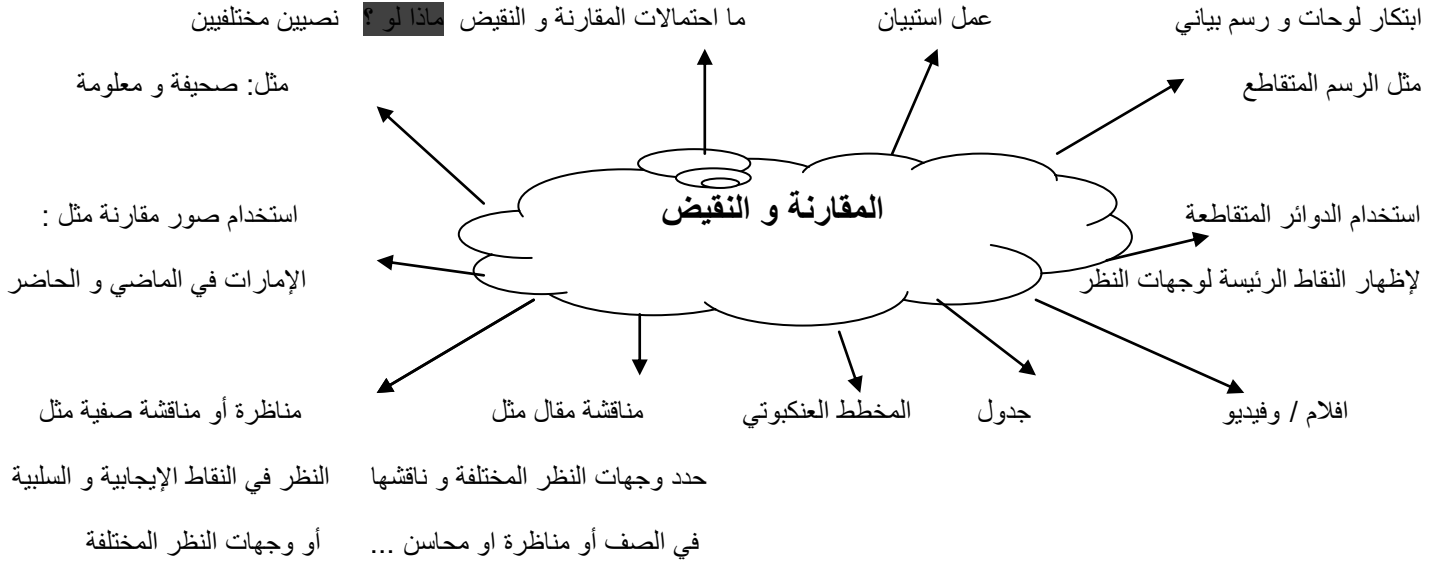 ابتكار لوحات و رسم بياني عمل استبيان ما احتمالات المقارنة و النقيض ماذا لو ؟ نصيين مختلفيين
مثل الرسم المتقاطع مثل: صحيفة و معلومة
المقارنة و النقيض
استخدام الدوائر المتقاطعة استخدام صور مقارنة مثل :
لإظهار النقاط الرئيسة لوجهات النظر الإمارات في الماضي و الحاضر
افلام / وفيديو جدول المخطط العنكبوتي مناقشة مقال مثل مناظرة أو مناقشة صفية مثل
حدد وجهات النظر المختلفة و ناقشها النظر في النقاط الإيجابية و السلبية
في الصف أو مناظرة او محاسن ... أو وجهات النظر المختلفة